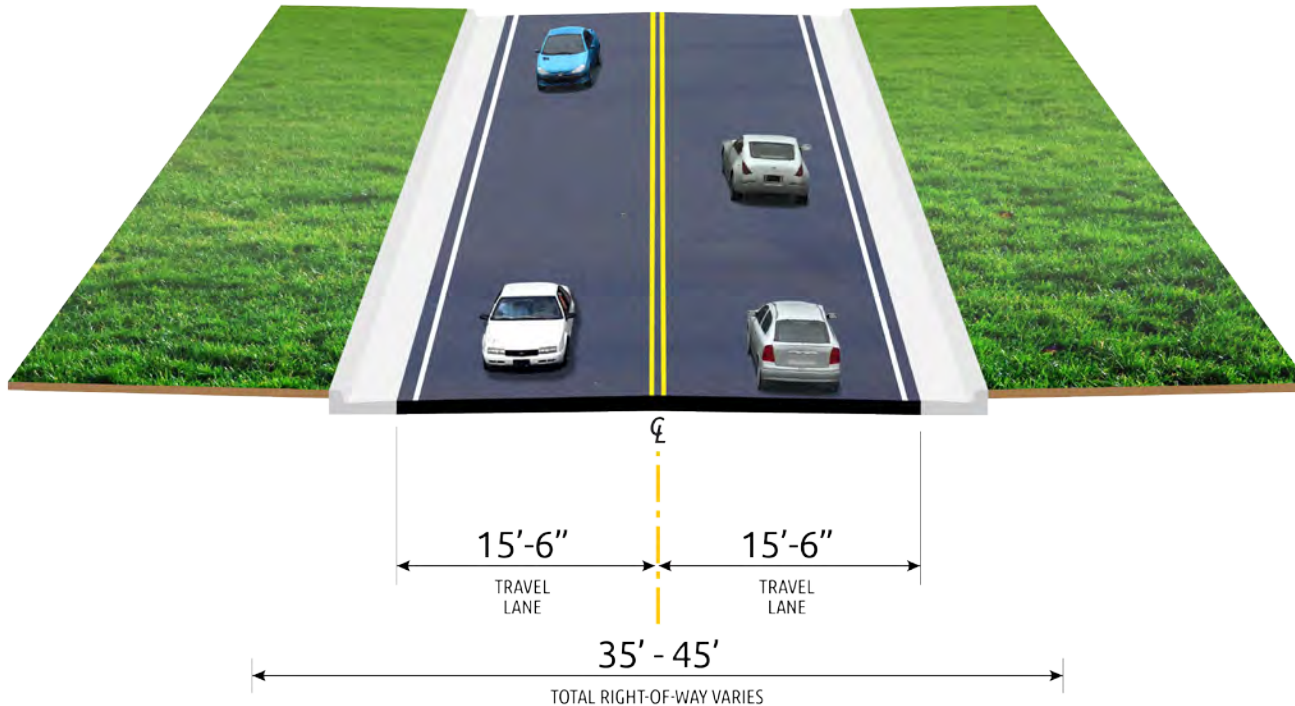 ℄
15’-6” 15’-6”
TRAVEL LANE TRAVEL LANE
35’ - 45’
TOTAL RIGHT-OF-WAY VARIES